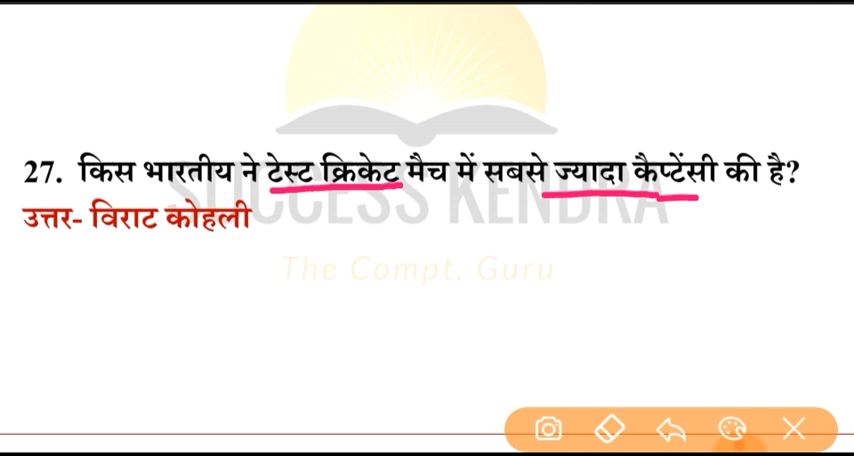 27. किस भारतीय ने टेस्ट क्रिकेट मैच में सबसे ज्यादा कैप्टेंसी की है?
उत्तर- विराट कोहली
SUCCESS KENDRA
The Compt. Guru